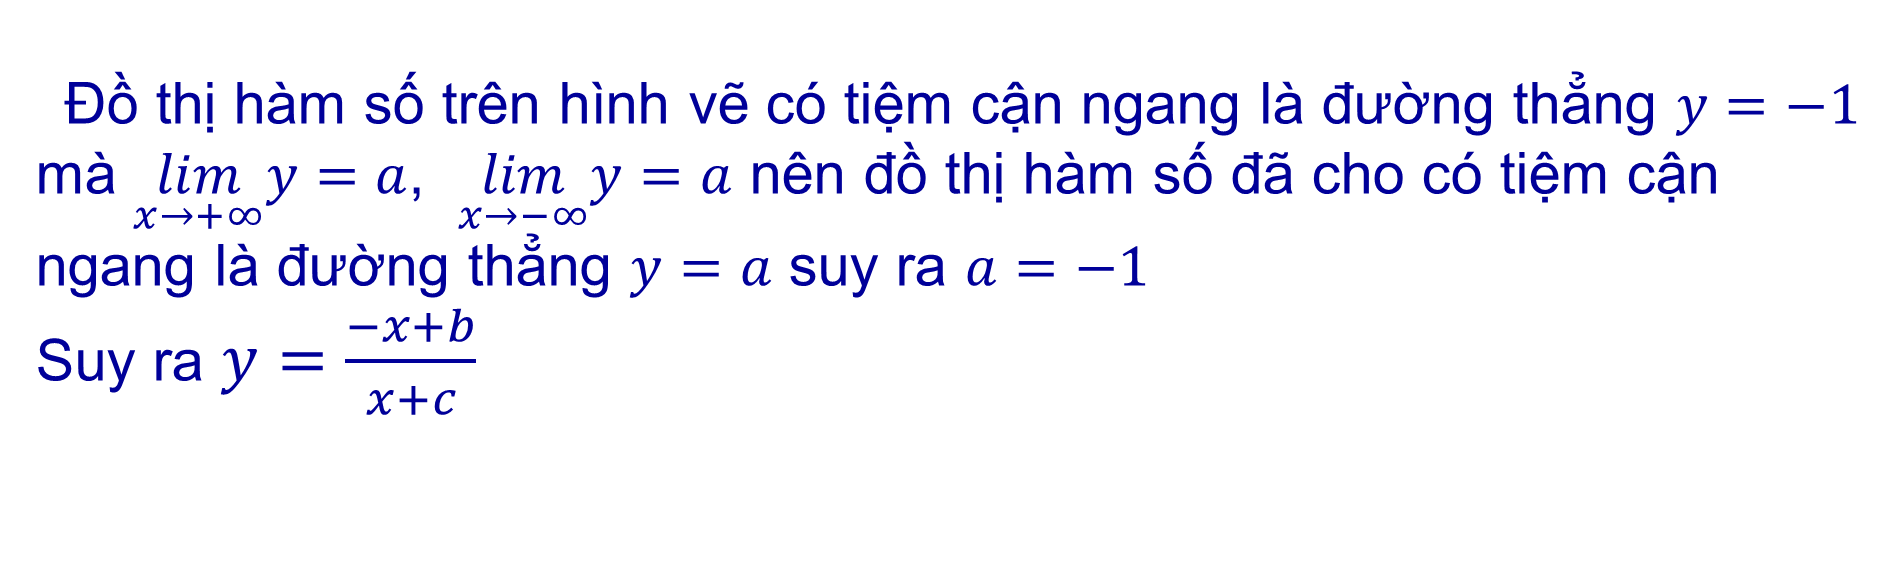 Đồ thị hàm số trên hình vẽ có tiệm cận ngang là đường thẳng y = −1
mà lim_{x→+∞} y = a, lim_{x→−∞} y = a nên đồ thị hàm số đã cho có tiệm cận
ngang là đường thẳng y = a suy ra a = −1
Suy ra y = \frac{−x+b}{x+c}